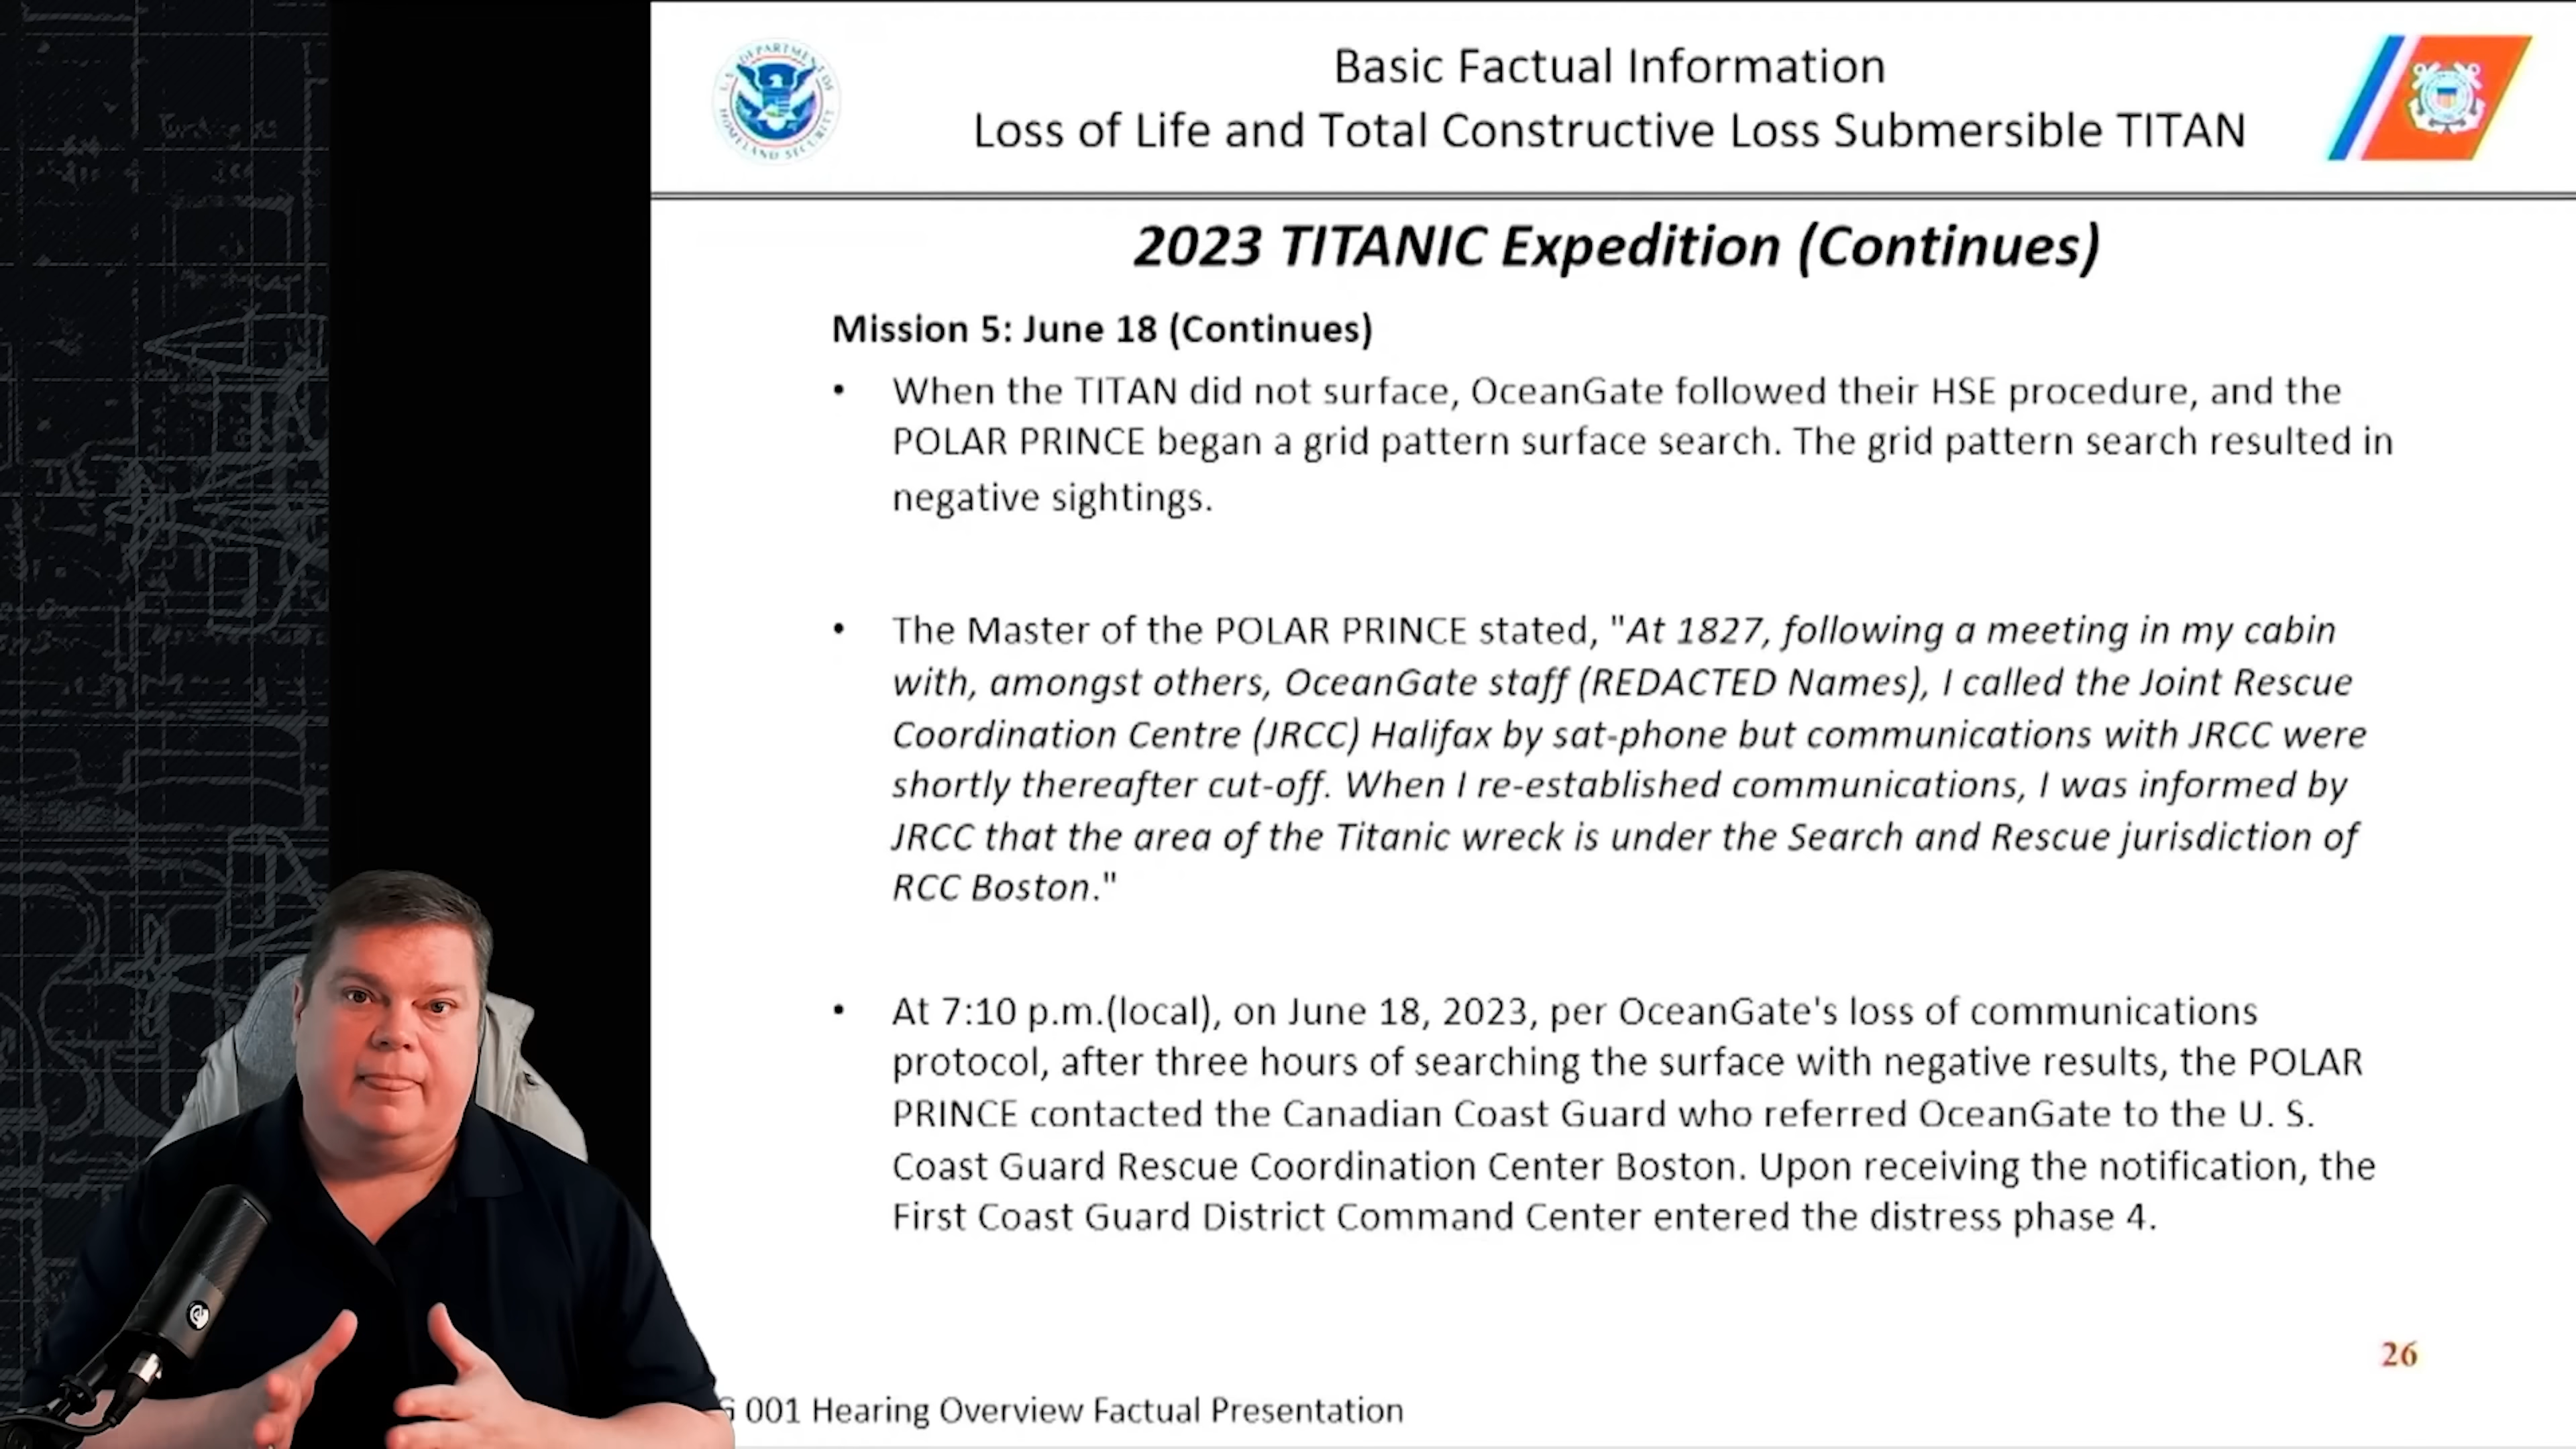 Basic Factual Information
Loss of Life and Total Constructive Loss Submersible TITAN
2023 TITANIC Expedition (Continues)
Mission 5: June 18 (Continues)
• When the TITAN did not surface, OceanGate followed their HSE procedure, and the
POLAR PRINCE began a grid pattern surface search. The grid pattern search resulted in
negative sightings.
• The Master of the POLAR PRINCE stated, "At 1827, following a meeting in my cabin
with, amongst others, OceanGate staff (REDACTED Names), I called the Joint Rescue
Coordination Centre (JRCC) Halifax by sat-phone but communications with JRCC were
shortly thereafter cut-off. When I re-established communications, I was informed by
JRCC that the area of the Titanic wreck is under the Search and Rescue jurisdiction of
RCC Boston."
• At 7:10 p.m.(local), on June 18, 2023, per OceanGate's loss of communications
protocol, after three hours of searching the surface with negative results, the POLAR
PRINCE contacted the Canadian Coast Guard who referred OceanGate to the U. S.
Coast Guard Rescue Coordination Center Boston. Upon receiving the notification, the
First Coast Guard District Command Center entered the distress phase 4.
26
001 Hearing Overview Factual Presentation